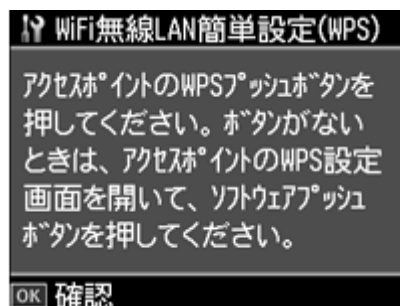 WiFi無線LAN簡単設定(WPS)
ｱｸｾｽﾎﾟｲﾝﾄのWPSﾌﾟｯｼｭﾎﾞﾀﾝを
押してください。ﾎﾞﾀﾝがない
ときは、ｱｸｾｽﾎﾟｲﾝﾄのWPS設定
画面を開いて、ｿﾌﾄｳｪｱﾌﾟｯｼｭ
ﾎﾞﾀﾝを押してください。
OK 確認